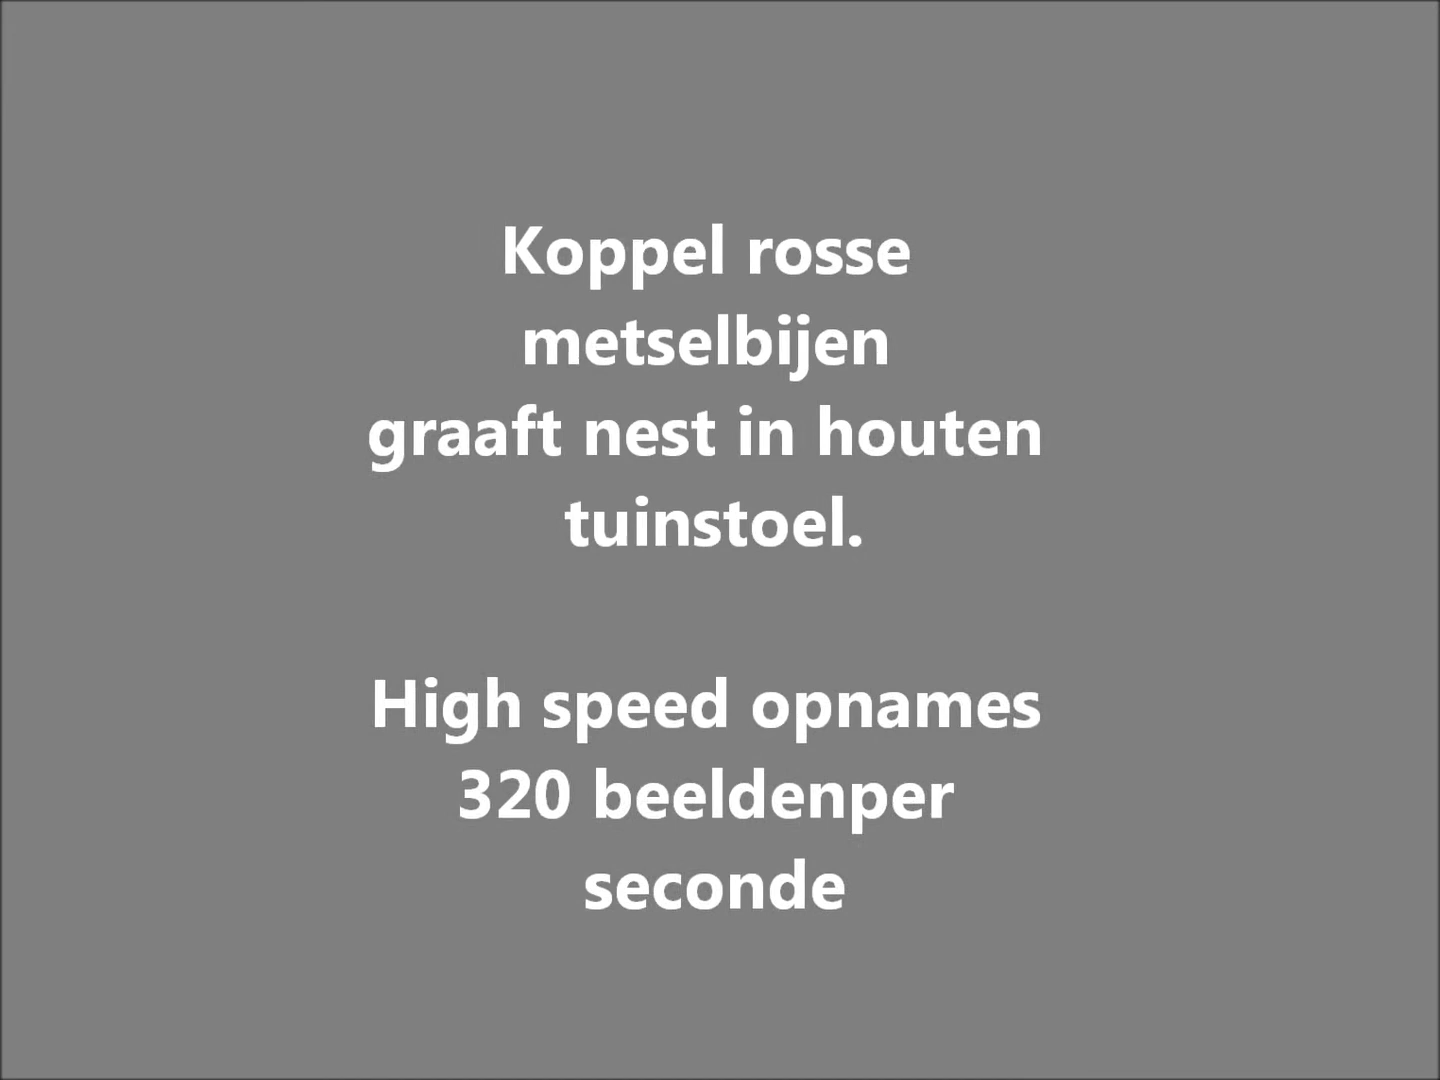 Koppel rosse
metselbijen
graaft nest in houten
tuinstoel.
High speed opnames
320 beeldenper
seconde